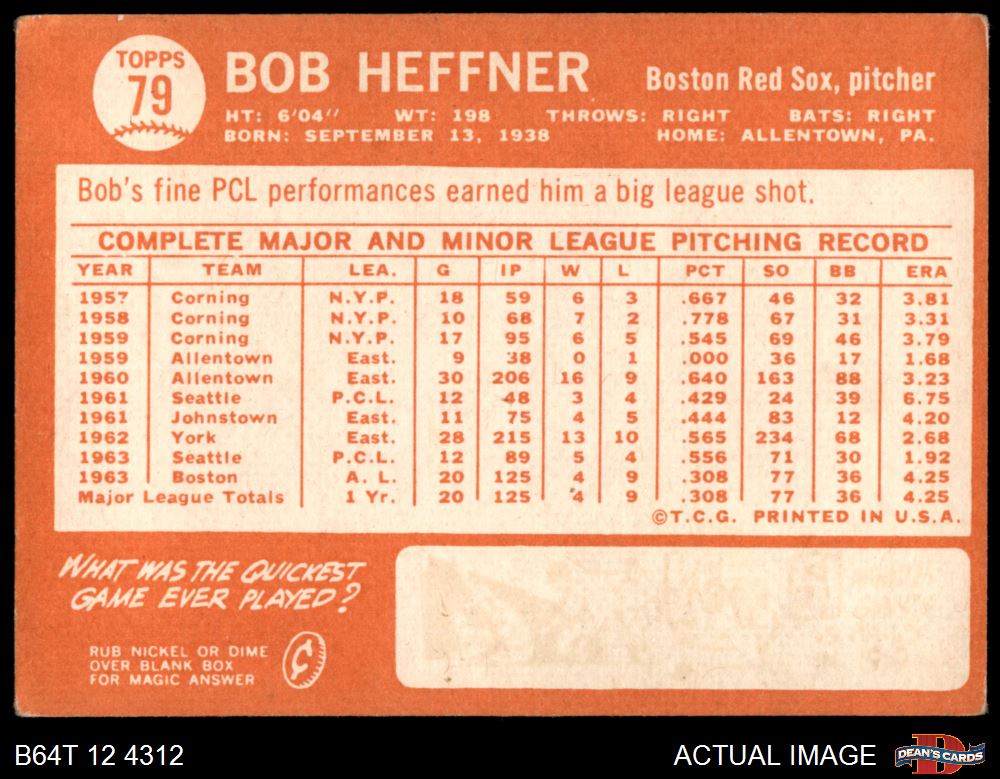 TOPPS
79
BOB HEFFNER
Boston Red Sox, pitcher
HT: 6'04" WT: 198 THROWS: RIGHT BATS: RIGHT
BORN: SEPTEMBER 13, 1938 HOME: ALLENTOWN, PA.
Bob's fine PCL performances earned him a big league shot.
COMPLETE MAJOR AND MINOR LEAGUE PITCHING RECORD
YEAR TEAM LEA. G IP W L PCT SO BB ERA
1957 Corning N.Y.P. 18 59 6 3 .667 46 32 3.81
1958 Corning N.Y.P. 10 68 7 2 .778 67 31 3.31
1959 Corning N.Y.P. 17 95 6 5 .545 69 46 3.79
1959 Allentown East. 9 38 0 1 .000 36 17 1.68
1960 Allentown East. 30 206 16 9 .640 163 88 3.23
1961 Seattle P.C.L. 12 48 3 4 .429 24 39 6.75
1961 Johnstown East. 11 75 4 5 .444 83 12 4.20
1962 York East. 28 215 13 10 .565 234 68 2.68
1963 Seattle P.C.L. 12 89 5 4 .556 71 30 1.92
1963 Boston A. L. 20 125 4 9 .308 77 36 4.25
Major League Totals 1 Yr. 20 125 4 9 .308 77 36 4.25
©T.C.G. PRINTED IN U.S.A.
WHAT WAS THE QUICKEST
GAME EVER PLAYED?
RUB NICKEL OR DIME
OVER BLANK BOX
FOR MAGIC ANSWER
¢
B64T 12 4312
ACTUAL IMAGE
D
DEAN'S CARDS